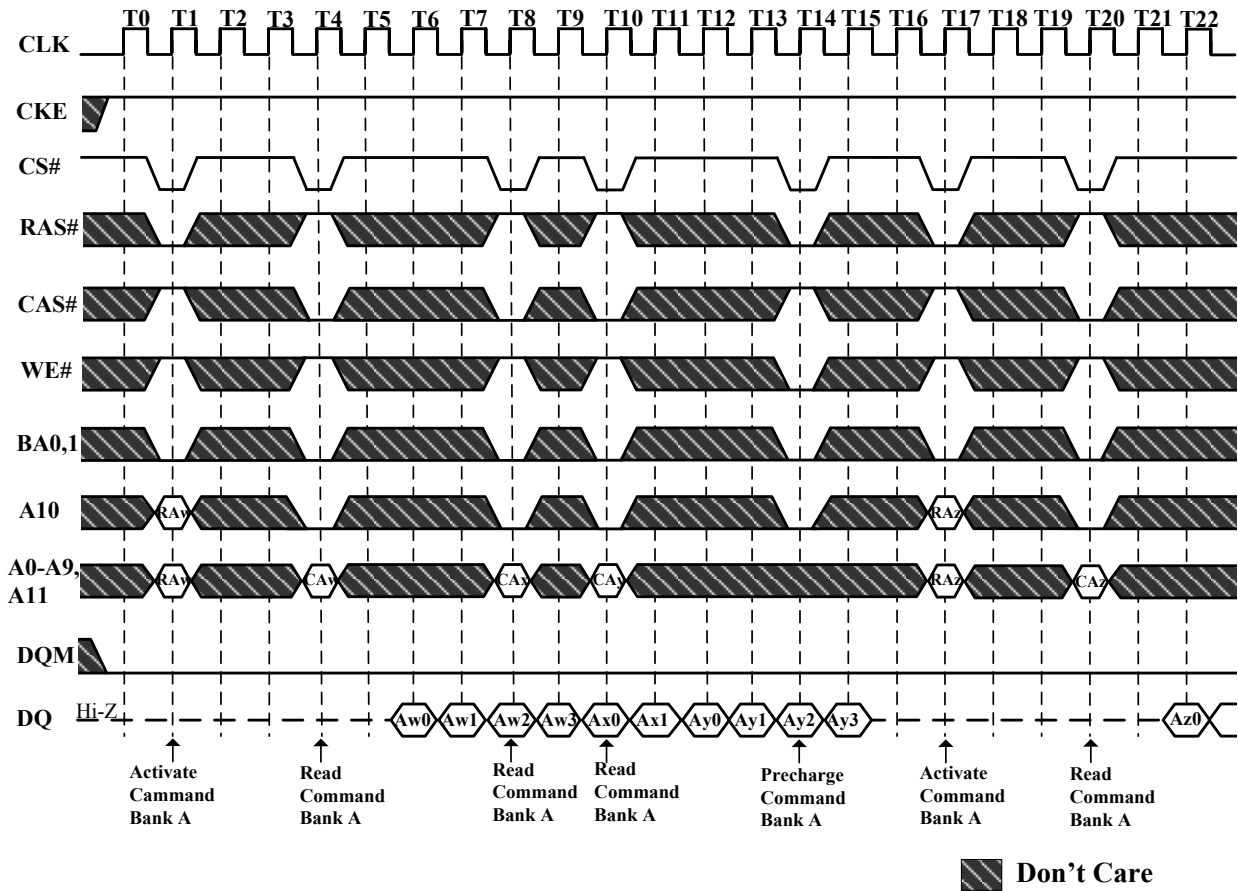 T0 T1 T2 T3 T4 T5 T6 T7 T8 T9 T10 T11 T12 T13 T14 T15 T16 T17 T18 T19 T20 T21 T22
CLK
CKE
CS#
RAS#
CAS#
WE#
BA0,1
A10
RAw RAz
A0-A9,
A11
RAw CAw CAx CAy RAz CAz
DQM
DQ
Hi-Z
Aw0 Aw1 Aw2 Aw3 Ax0 Ax1 Ay0 Ay1 Ay2 Ay3 Az0
Activate
Cammand
Bank A
Read
Command
Bank A
Read
Command
Bank A
Read
Command
Bank A
Precharge
Command
Bank A
Activate
Command
Bank A
Read
Command
Bank A
Don't Care